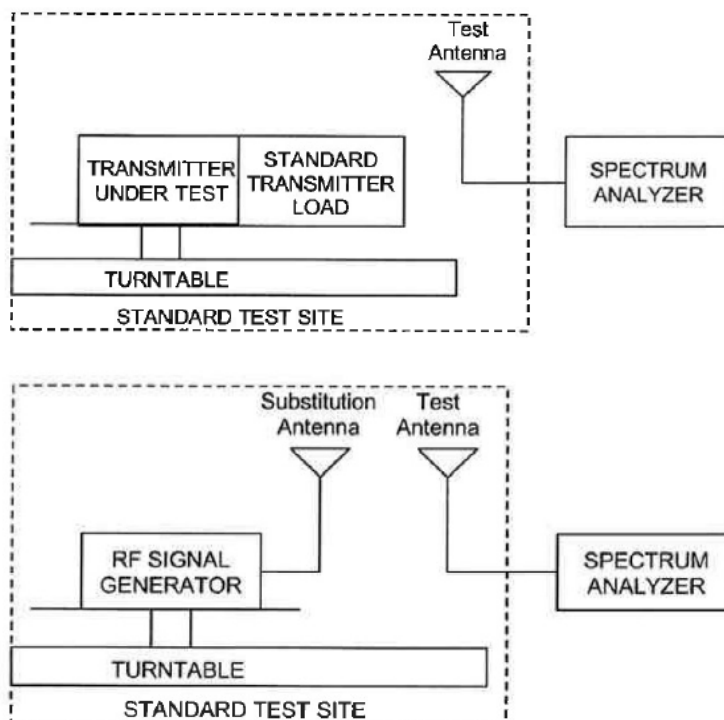 Test
Antenna
TRANSMITTER
UNDER TEST
STANDARD
TRANSMITTER
LOAD
SPECTRUM
ANALYZER
TURNTABLE
STANDARD TEST SITE
Substitution
Antenna
Test
Antenna
RF SIGNAL
GENERATOR
SPECTRUM
ANALYZER
TURNTABLE
STANDARD TEST SITE